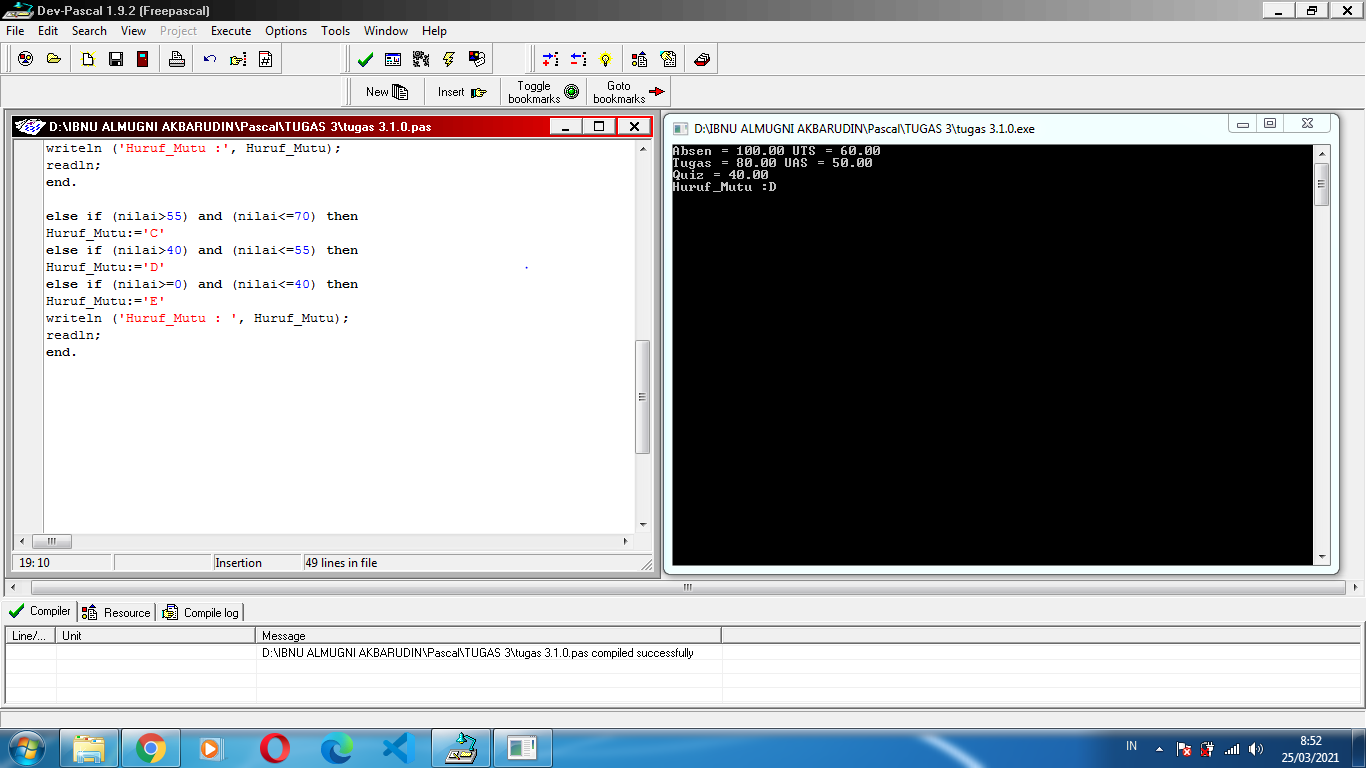 Dev-Pascal 1.9.2 (Freepascal)
File Edit Search View Project Execute Options Tools Window Help
New Insert Toggle bookmarks Goto bookmarks
D:\IBNU ALMUGNI AKBARUDIN\Pascal\TUGAS 3\tugas 3.1.0.pas
writeln ('Huruf_Mutu :', Huruf_Mutu);
readln;
end.
else if (nilai>55) and (nilai<=70) then
Huruf_Mutu:='C'
else if (nilai>40) and (nilai<=55) then
Huruf_Mutu:='D'
else if (nilai>=0) and (nilai<=40) then
Huruf_Mutu:='E'
writeln ('Huruf_Mutu : ', Huruf_Mutu);
readln;
end.
19: 10 Insertion 49 lines in file
D:\IBNU ALMUGNI AKBARUDIN\Pascal\TUGAS 3\tugas 3.1.0.exe
Absen = 100.00 UTS = 60.00
Tugas = 80.00 UAS = 50.00
Quiz = 40.00
Huruf_Mutu :D
Compiler Resource Compile log
Line/... Unit Message
D:\IBNU ALMUGNI AKBARUDIN\Pascal\TUGAS 3\tugas 3.1.0.pas compiled successfully
IN 8:52
25/03/2021